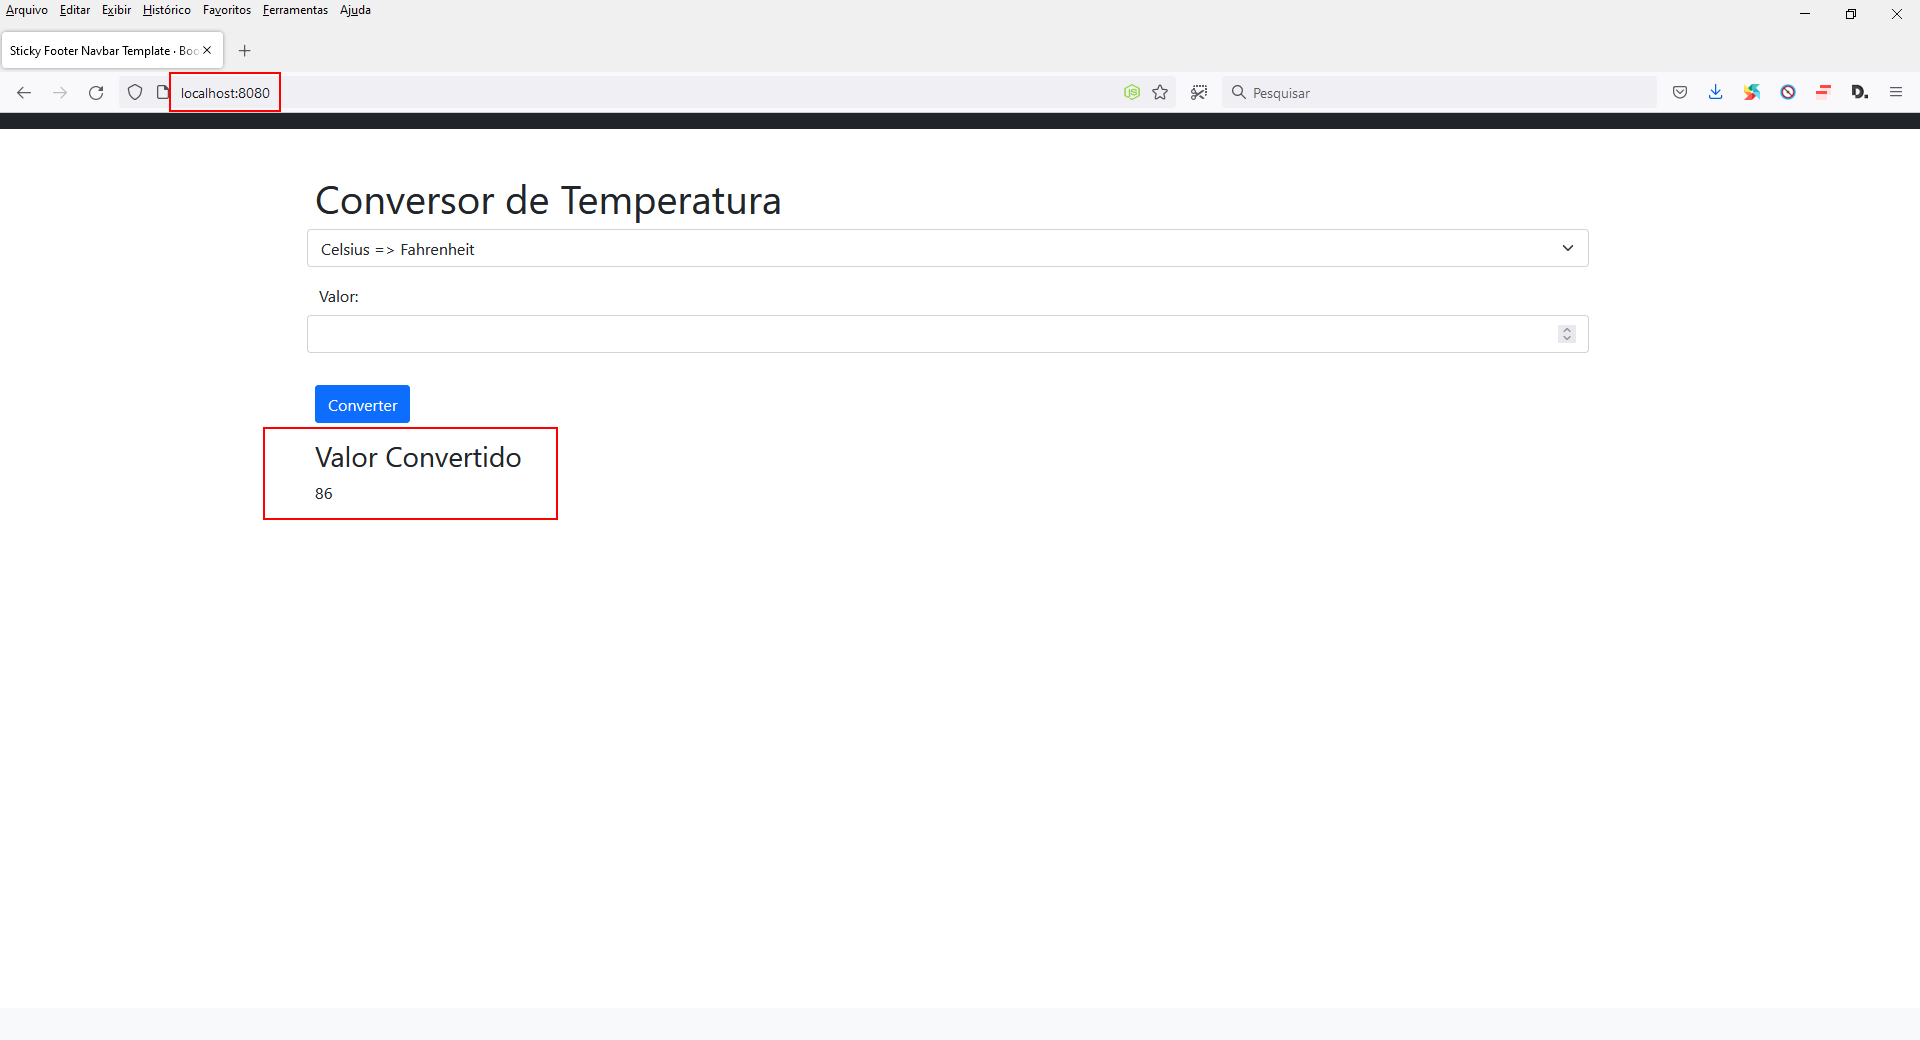 Arquivo Editar Exibir Histórico Favoritos Ferramentas Ajuda
Sticky Footer Navbar Template · Boo
localhost:8080
JS
Pesquisar
D.
Conversor de Temperatura
Celsius => Fahrenheit
Valor:
Converter
Valor Convertido
86